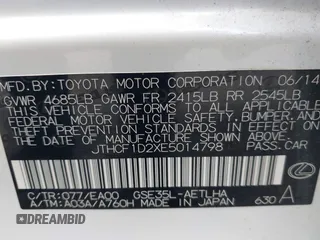 MFD.BY:TOYOTA MOTOR CORPORATION 06/14
GVWR 4685LB GAWR FR 2415LB RR 2545LB
THIS VEHICLE CONFORMS TO ALL APPLICABLE
FEDERAL MOTOR VEHICLE SAFETY, BUMPER, AND
THEFT PREVENTION STANDARDS IN EFFECT ON
THE DATE OF MANUFACTURE SHOWN ABOVE.
JTHCF1D2XE5014798 PASS.CAR
C/TR:077/EA00 GSE35L-AETLHA
A/TM:A03A/A760H MADE IN JAPAN 630 A
DEALERSHIP